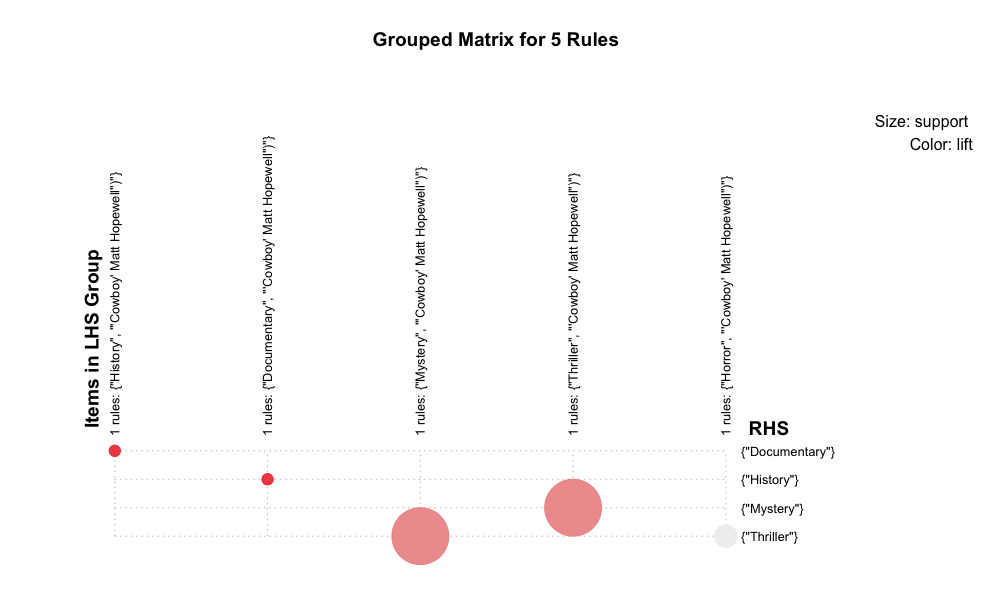 Grouped Matrix for 5 Rules
Size: support
Color: lift
Items in LHS Group
1 rules: {"History", "'Cowboy' Matt Hopewell")"}
1 rules: {"Documentary", "'Cowboy' Matt Hopewell")"}
1 rules: {"Mystery", "'Cowboy' Matt Hopewell")"}
1 rules: {"Thriller", "'Cowboy' Matt Hopewell")"}
1 rules: {"Horror", "'Cowboy' Matt Hopewell")"}
RHS
{"Documentary"}
{"History"}
{"Mystery"}
{"Thriller"}